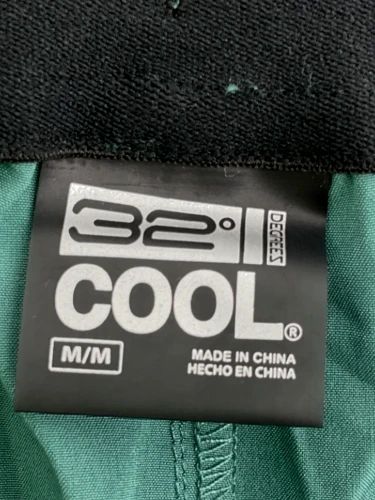 32° DEGREES
COOL®
M/M
MADE IN CHINA
HECHO EN CHINA